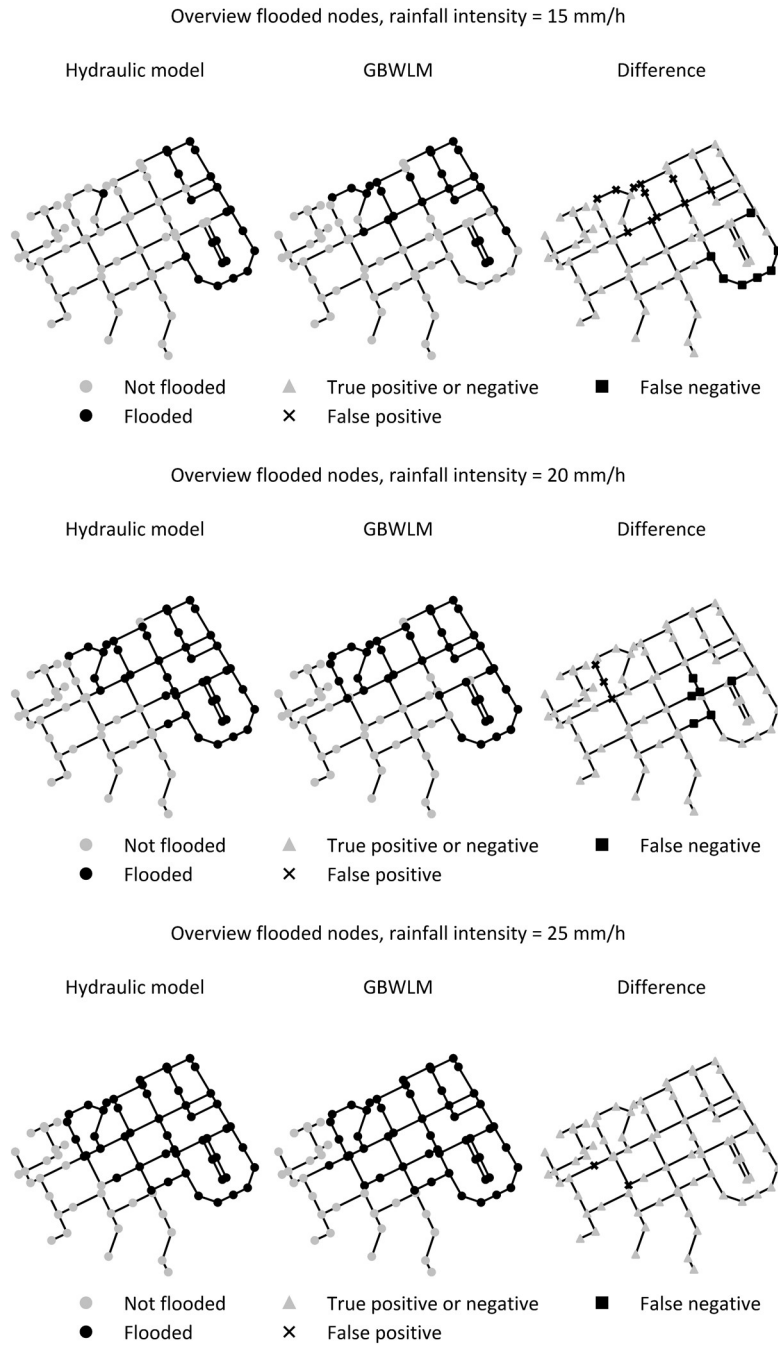 Overview flooded nodes, rainfall intensity = 15 mm/h
Hydraulic model GBWLM Difference
Not flooded True positive or negative False negative
Flooded False positive
Overview flooded nodes, rainfall intensity = 20 mm/h
Hydraulic model GBWLM Difference
Not flooded True positive or negative False negative
Flooded False positive
Overview flooded nodes, rainfall intensity = 25 mm/h
Hydraulic model GBWLM Difference
Not flooded True positive or negative False negative
Flooded False positive